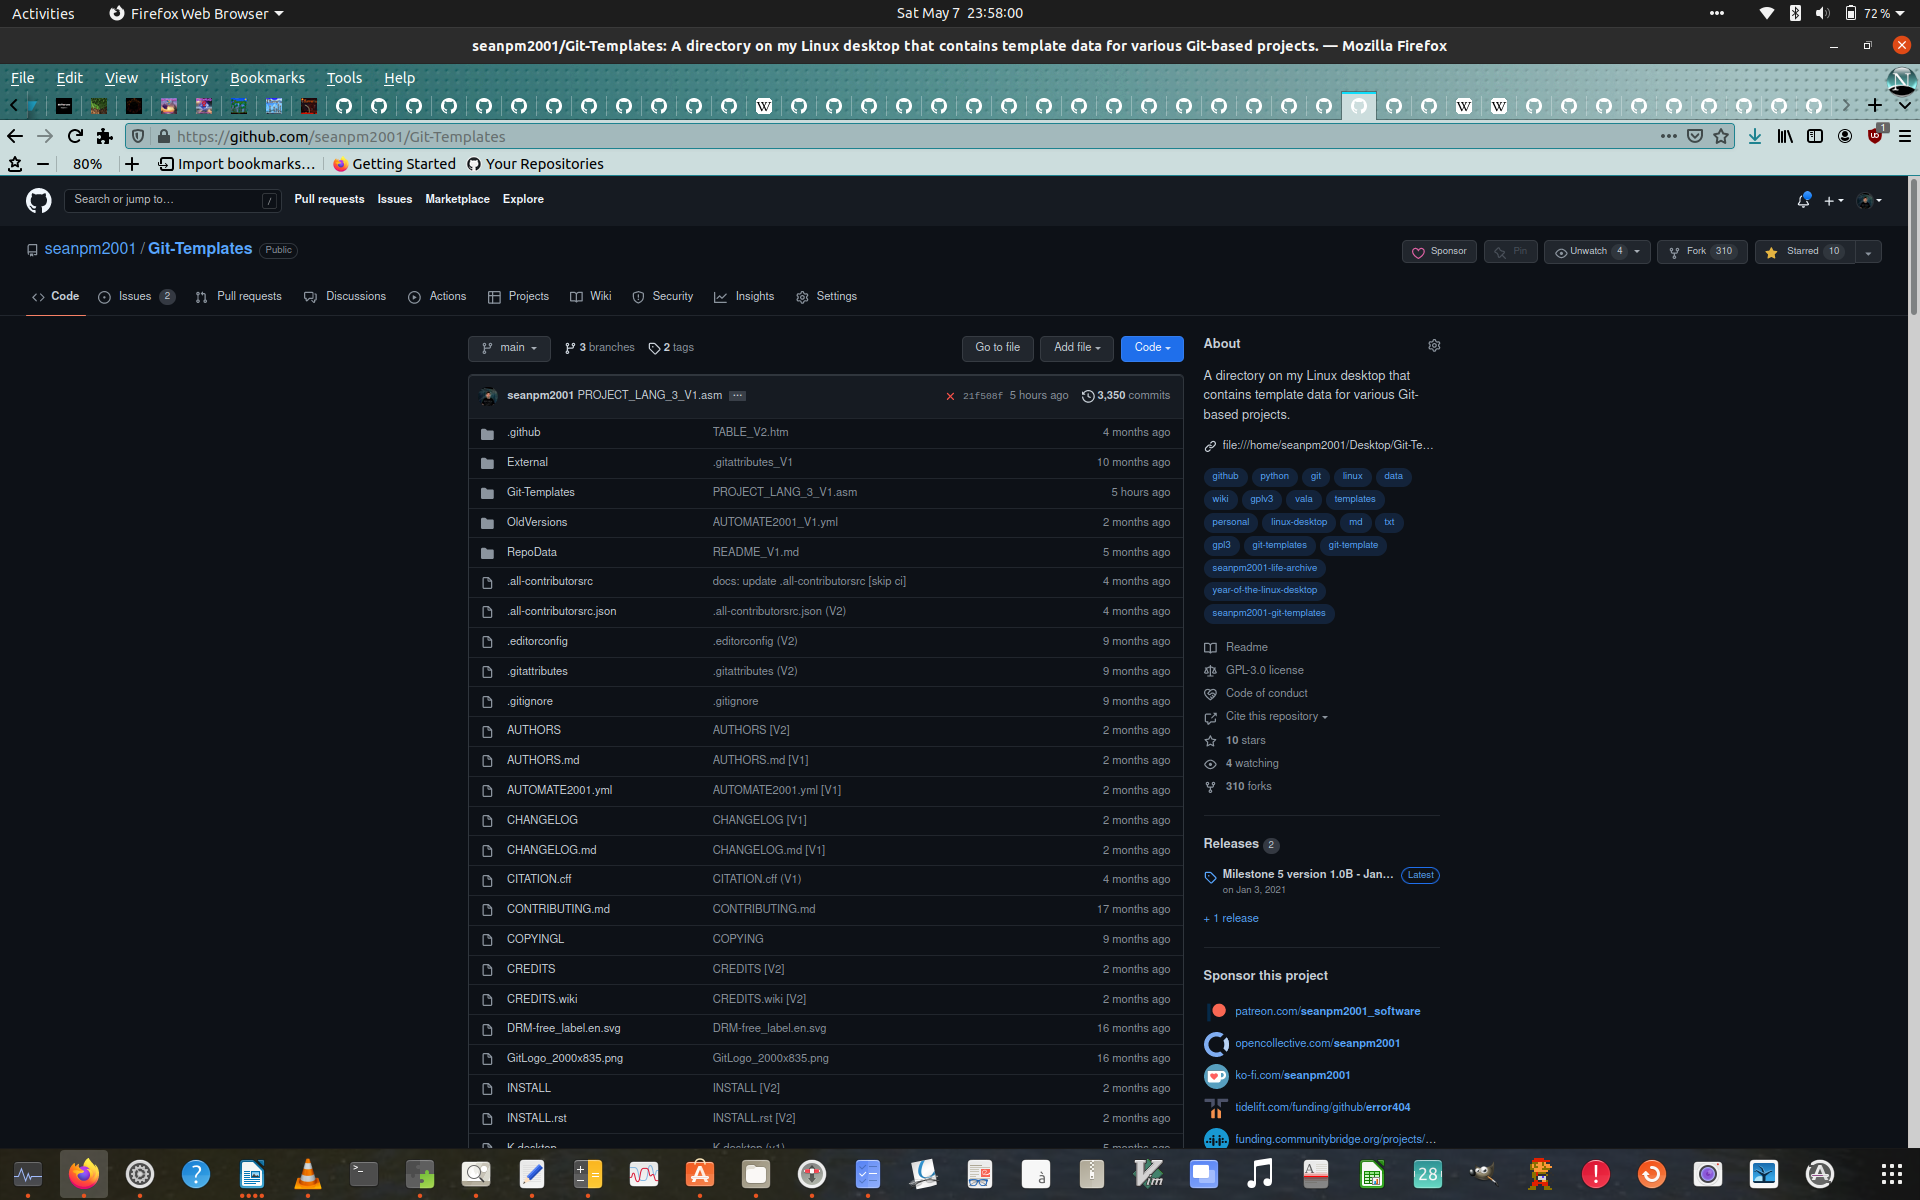 Activities
Firefox Web Browser
Sat May 7 23:58:00
72 %
seanpm2001/Git-Templates: A directory on my Linux desktop that contains template data for various Git-based projects. — Mozilla Firefox
File Edit View History Bookmarks Tools Help
https://github.com/seanpm2001/Git-Templates
1
80%
Import bookmarks…
Getting Started
Your Repositories
Search or jump to…
/
Pull requests Issues Marketplace Explore
seanpm2001 / Git-Templates Public
Sponsor
Pin
Unwatch 4
Fork 310
Starred 10
Code
Issues 2
Pull requests
Discussions
Actions
Projects
Wiki
Security
Insights
Settings
main
3 branches
2 tags
Go to file
Add file
Code
seanpm2001 PROJECT_LANG_3_V1.asm
21f508f 5 hours ago
3,350 commits
.github TABLE_V2.htm 4 months ago
External .gitattributes_V1 10 months ago
Git-Templates PROJECT_LANG_3_V1.asm 5 hours ago
OldVersions AUTOMATE2001_V1.yml 2 months ago
RepoData README_V1.md 5 months ago
.all-contributorsrc docs: update .all-contributorsrc [skip ci] 4 months ago
.all-contributorsrc.json .all-contributorsrc.json (V2) 4 months ago
.editorconfig .editorconfig (V2) 9 months ago
.gitattributes .gitattributes (V2) 9 months ago
.gitignore .gitignore 9 months ago
AUTHORS AUTHORS [V2] 2 months ago
AUTHORS.md AUTHORS.md [V1] 2 months ago
AUTOMATE2001.yml AUTOMATE2001.yml [V1] 2 months ago
CHANGELOG CHANGELOG [V1] 2 months ago
CHANGELOG.md CHANGELOG.md [V1] 2 months ago
CITATION.cff CITATION.cff (V1) 4 months ago
CONTRIBUTING.md CONTRIBUTING.md 17 months ago
COPYINGL COPYING 9 months ago
CREDITS CREDITS [V2] 2 months ago
CREDITS.wiki CREDITS.wiki [V2] 2 months ago
DRM-free_label.en.svg DRM-free_label.en.svg 16 months ago
GitLogo_2000x835.png GitLogo_2000x835.png 16 months ago
INSTALL INSTALL [V2] 2 months ago
INSTALL.rst INSTALL.rst [V2] 2 months ago
About
A directory on my Linux desktop that
contains template data for various Git-
based projects.
file:///home/seanpm2001/Desktop/Git-Te…
github python git linux data
wiki gplv3 vala templates
personal linux-desktop md txt
gpl3 git-templates git-template
seanpm2001-life-archive
year-of-the-linux-desktop
seanpm2001-git-templates
Readme
GPL-3.0 license
Code of conduct
Cite this repository
10 stars
4 watching
310 forks
Releases 2
Milestone 5 version 1.0B - Jan… Latest
on Jan 3, 2021
+ 1 release
Sponsor this project
patreon.com/seanpm2001_software
opencollective.com/seanpm2001
ko-fi.com/seanpm2001
tidelift.com/funding/github/error404
funding.communitybridge.org/projects/…
28